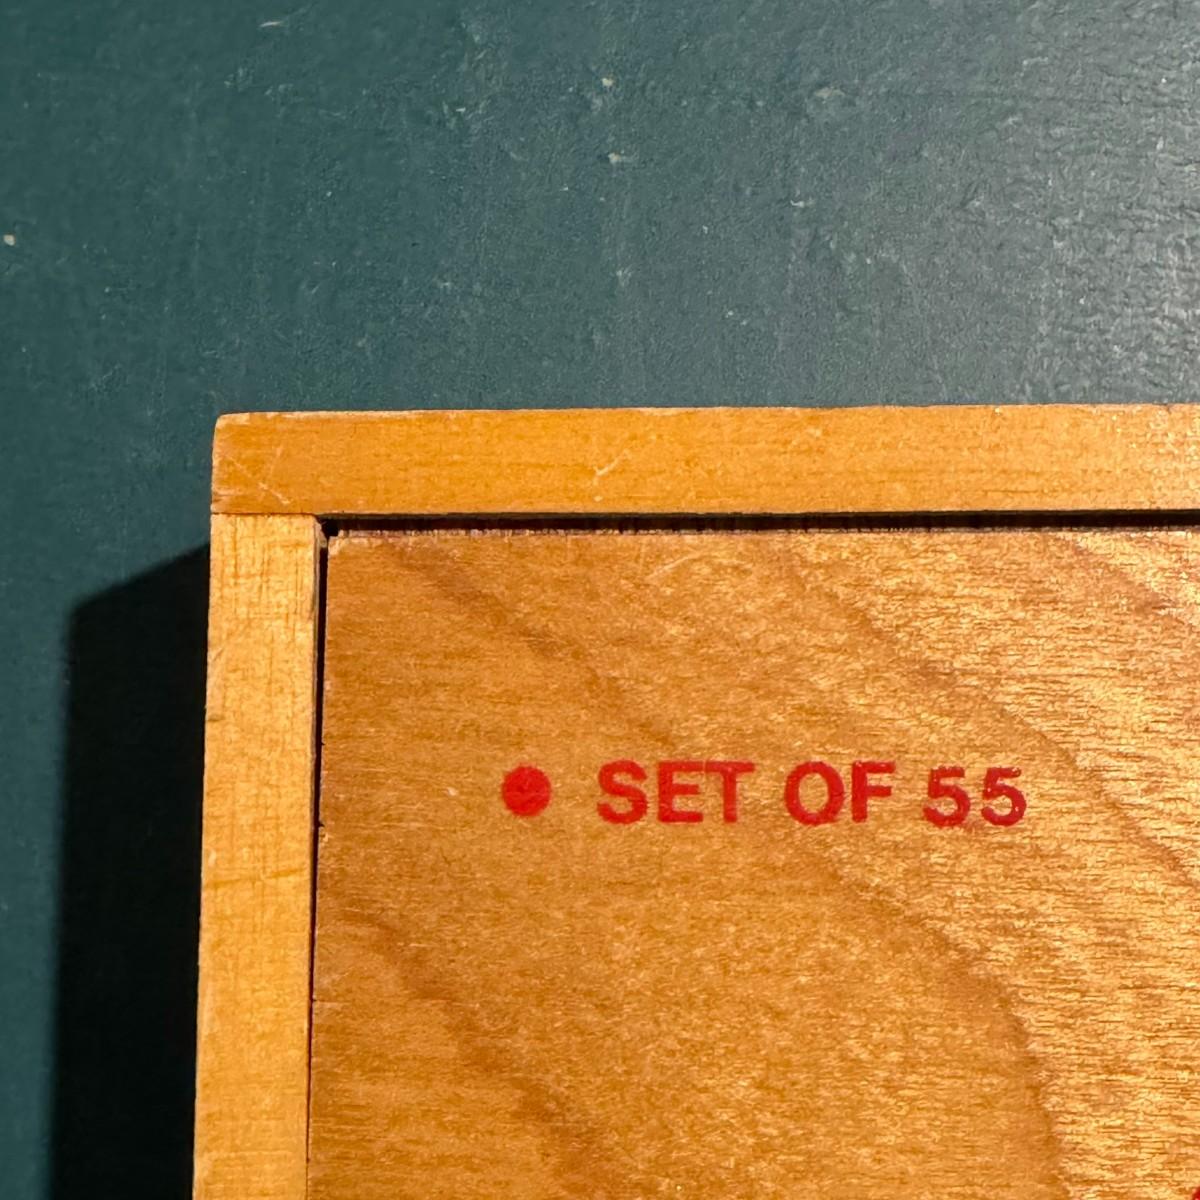 • SET OF 55